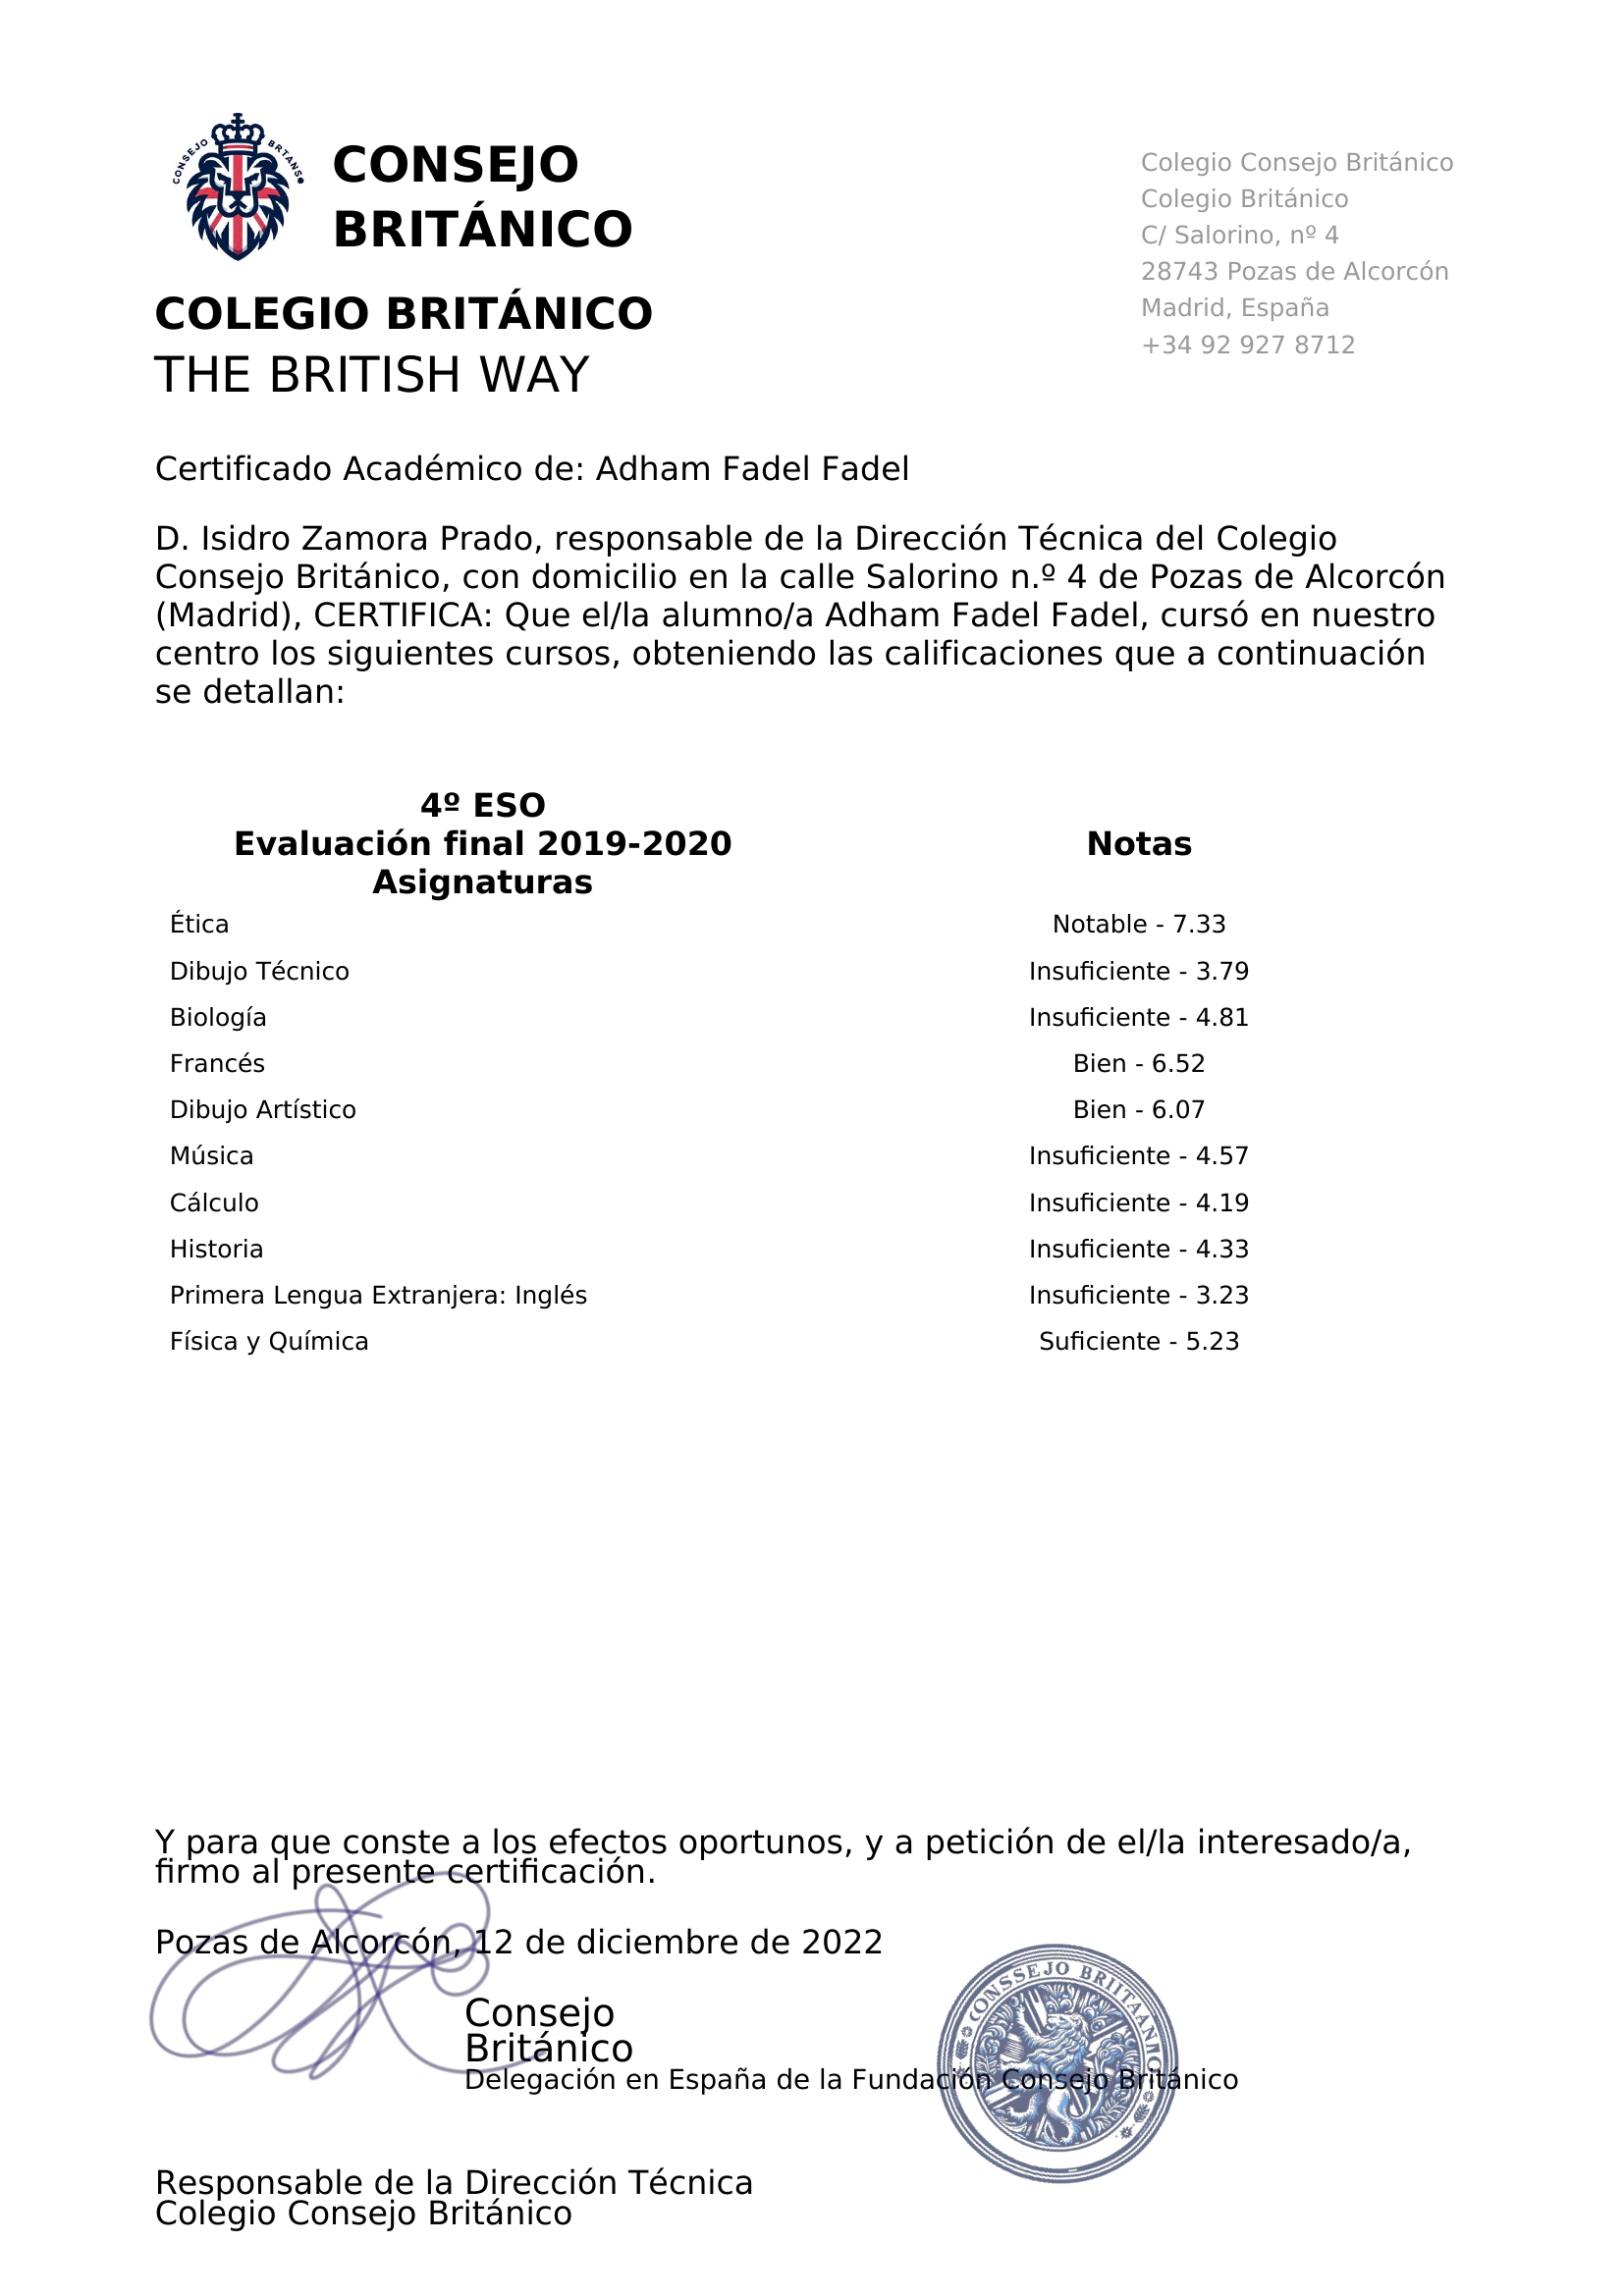 CONSEJO BRTANS
CONSEJO
BRITÁNICO
COLEGIO BRITÁNICO
THE BRITISH WAY
Colegio Consejo Británico
Colegio Británico
C/ Salorino, nº 4
28743 Pozas de Alcorcón
Madrid, España
+34 92 927 8712
Certificado Académico de: Adham Fadel Fadel
D. Isidro Zamora Prado, responsable de la Dirección Técnica del Colegio
Consejo Británico, con domicilio en la calle Salorino n.º 4 de Pozas de Alcorcón
(Madrid), CERTIFICA: Que el/la alumno/a Adham Fadel Fadel, cursó en nuestro
centro los siguientes cursos, obteniendo las calificaciones que a continuación
se detallan:
4º ESO
Evaluación final 2019-2020 Notas
Asignaturas
Ética Notable - 7.33
Dibujo Técnico Insuficiente - 3.79
Biología Insuficiente - 4.81
Francés Bien - 6.52
Dibujo Artístico Bien - 6.07
Música Insuficiente - 4.57
Cálculo Insuficiente - 4.19
Historia Insuficiente - 4.33
Primera Lengua Extranjera: Inglés Insuficiente - 3.23
Física y Química Suficiente - 5.23
Y para que conste a los efectos oportunos, y a petición de el/la interesado/a,
firmo al presente certificación.
Pozas de Alcorcón, 12 de diciembre de 2022
Consejo
Británico
Delegación en España de la Fundación Consejo Británico
CONSSEJO BRIITAANICO
Responsable de la Dirección Técnica
Colegio Consejo Británico